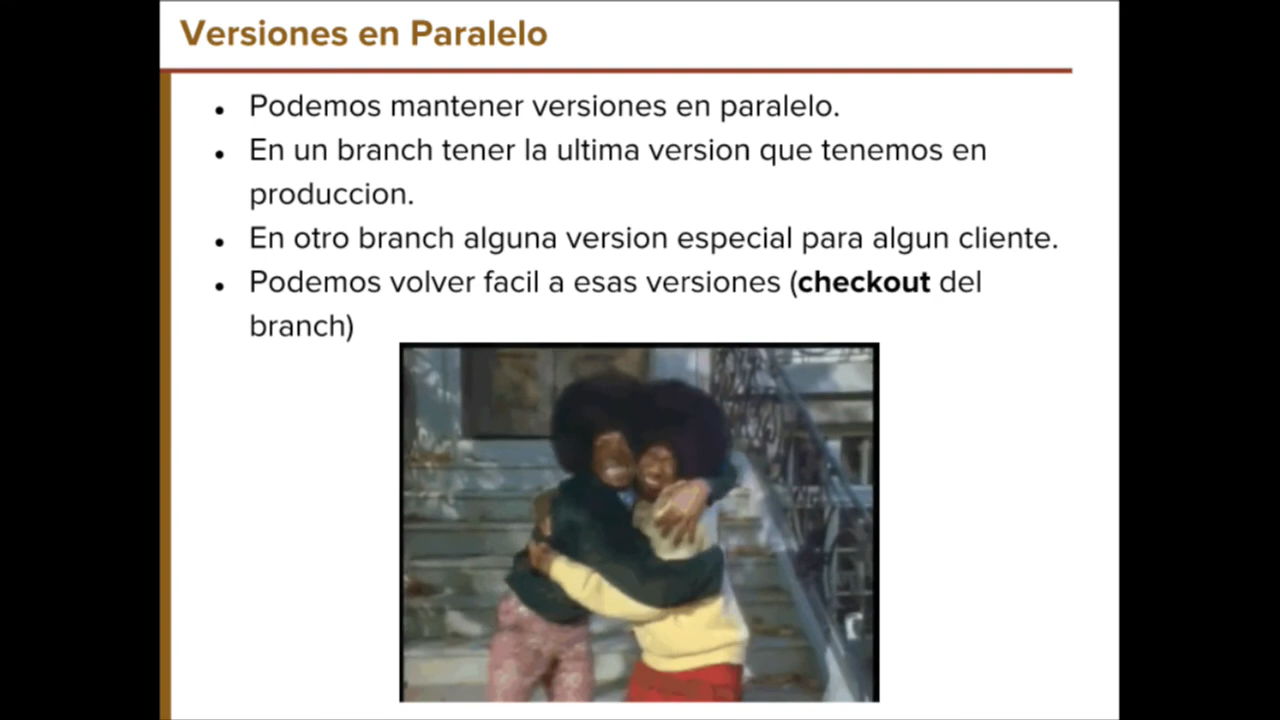 Versiones en Paralelo
• Podemos mantener versiones en paralelo.
• En un branch tener la ultima version que tenemos en
produccion.
• En otro branch alguna version especial para algun cliente.
• Podemos volver facil a esas versiones (checkout del
branch)